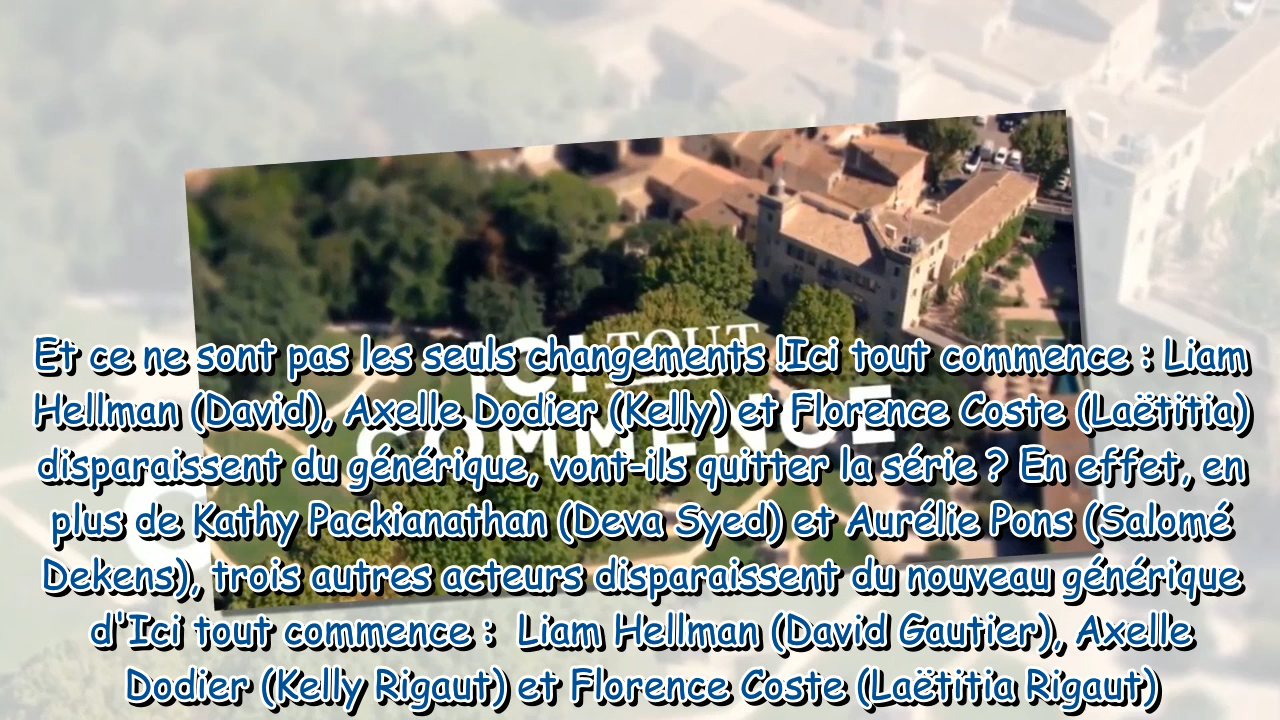 Et ce ne sont pas les seuls changements !Ici tout commence : Liam
Hellman (David), Axelle Dodier (Kelly) et Florence Coste (Laëtitia)
disparaissent du générique, vont-ils quitter la série ? En effet, en
plus de Kathy Packianathan (Deva Syed) et Aurélie Pons (Salomé
Dekens), trois autres acteurs disparaissent du nouveau générique
d'Ici tout commence :  Liam Hellman (David Gautier), Axelle
Dodier (Kelly Rigaut) et Florence Coste (Laëtitia Rigaut)
ICI TOUT
COMMENCE